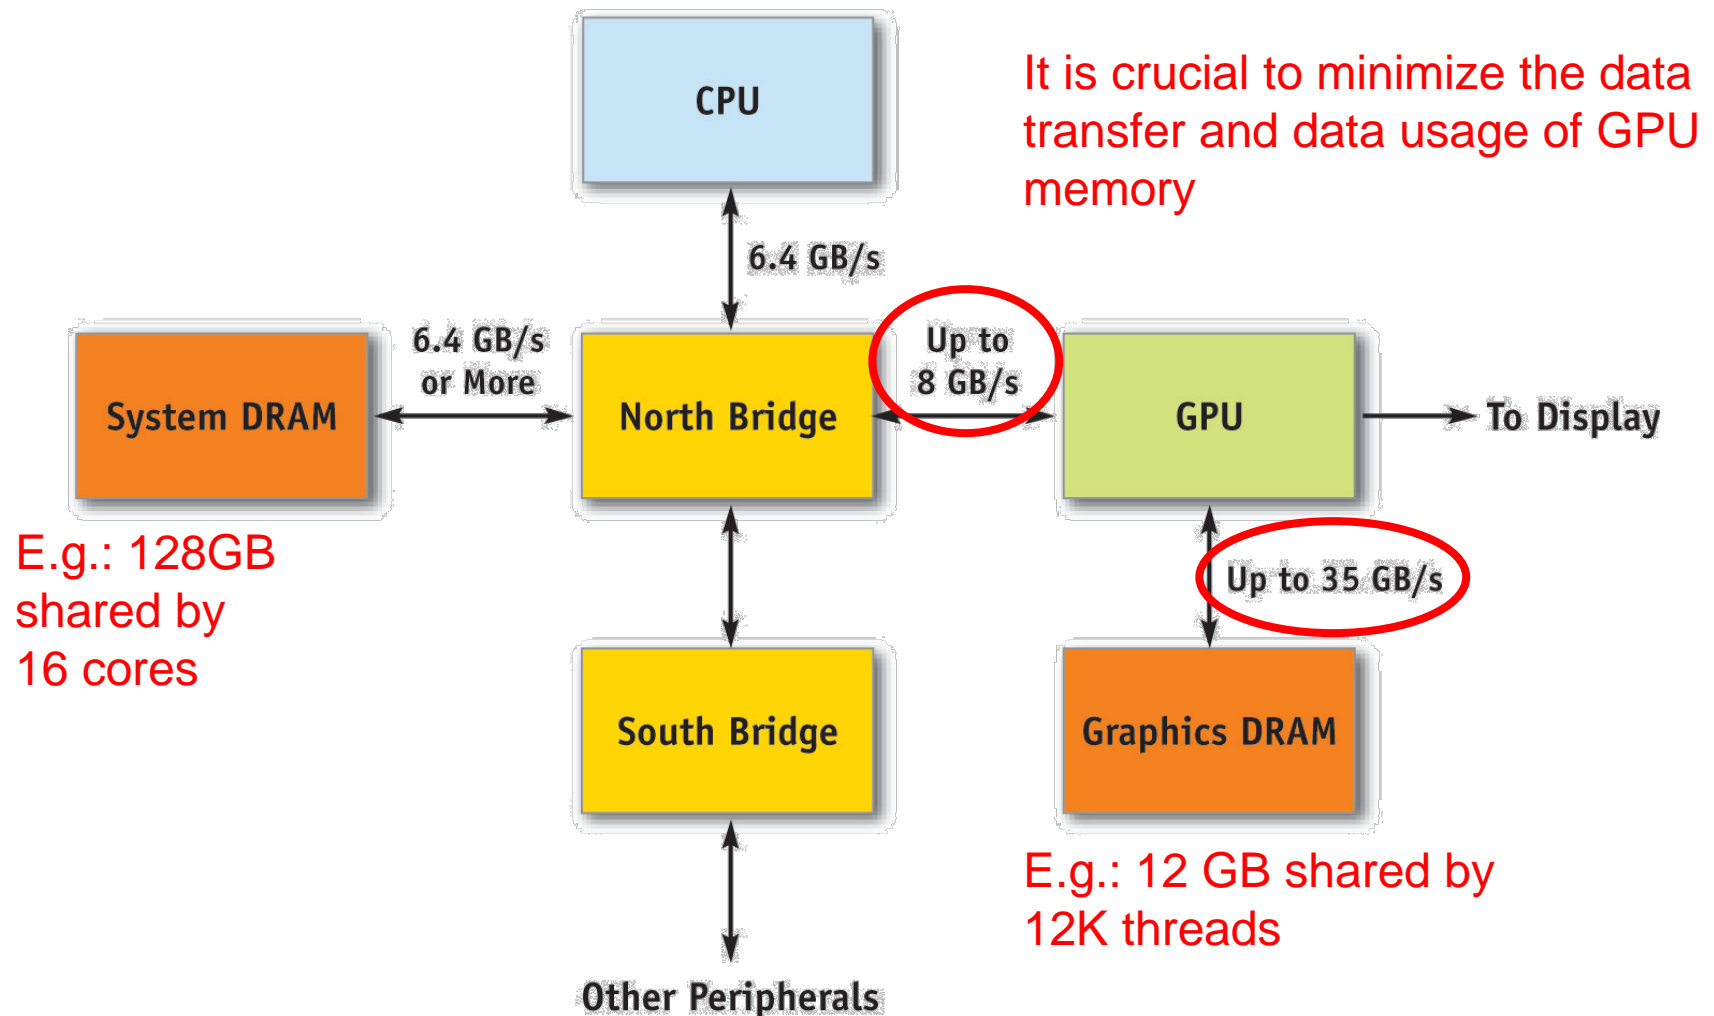 CPU
It is crucial to minimize the data
transfer and data usage of GPU
memory
6.4 GB/s
6.4 GB/s
or More
Up to
8 GB/s
System DRAM
North Bridge
GPU
To Display
E.g.: 128GB
shared by
16 cores
Up to 35 GB/s
South Bridge
Graphics DRAM
E.g.: 12 GB shared by
12K threads
Other Peripherals